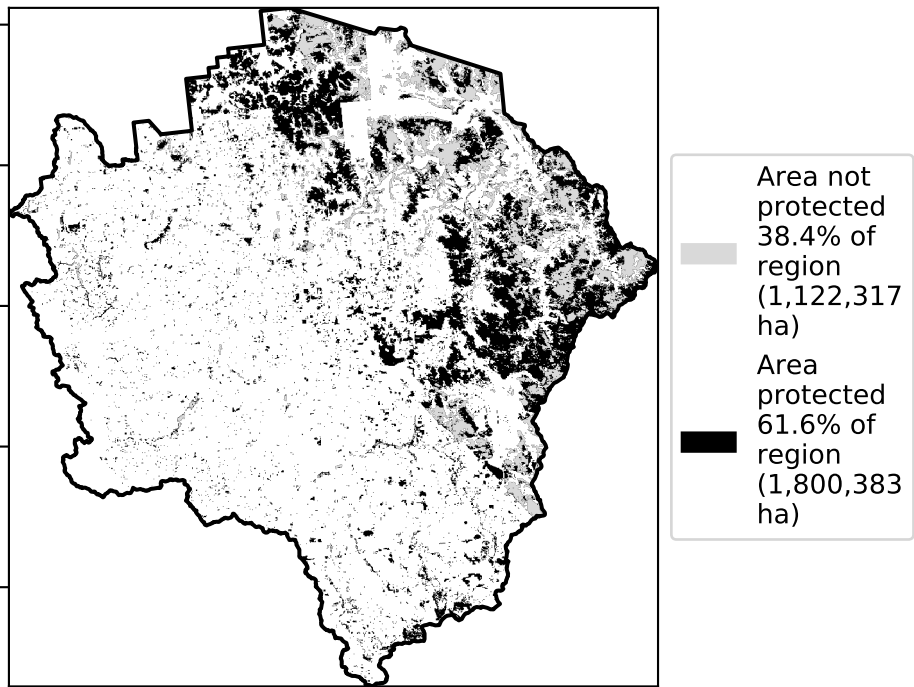 Area not
protected
38.4% of
region
(1,122,317
ha)
Area
protected
61.6% of
region
(1,800,383
ha)